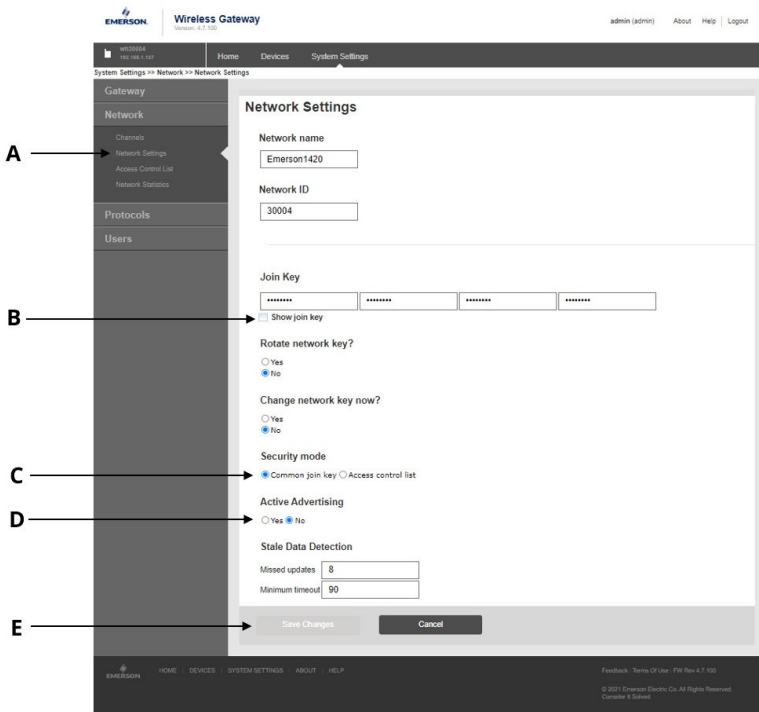 EMERSON.
Wireless Gateway
Version: 4.7.100
admin (admin) About Help Logout
192.168.1.147
Home Devices System Settings
System Settings >> Network >> Network Settings
Gateway
Network
Channels
A
Network Settings
Access Control List
Network Statistics
Protocols
Users
Network Settings
Network name
Emerson1420
Network ID
30004
Join Key
•••••••• •••••••• •••••••• ••••••••
B
Show join key
Rotate network key?
Yes
No
Change network key now?
Yes
No
Security mode
C
Common join key Access control list
Active Advertising
D
Yes No
Stale Data Detection
Missed updates 8
Minimum timeout 90
E
Save Changes Cancel
EMERSON
HOME | DEVICES | SYSTEM SETTINGS | ABOUT | HELP
Feedback | Terms Of Use | FW Rev 4.7.100
© 2021 Emerson Electric Co. All Rights Reserved.
Consider It Solved.